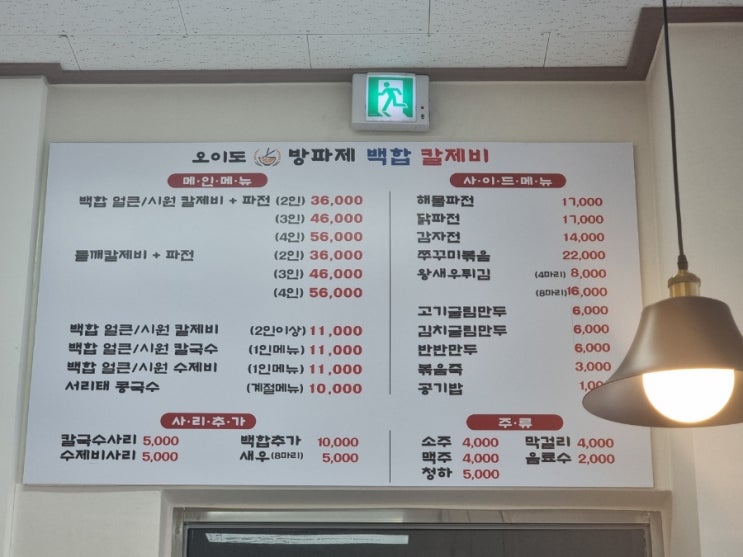 오이도 방파제 백합 칼제비
메·인·메·뉴
백합 얼큰/시원 칼제비 + 파전 (2인) 36,000
(3인) 46,000
(4인) 56,000
들깨칼제비 + 파전 (2인) 36,000
(3인) 46,000
(4인) 56,000
백합 얼큰/시원 칼제비 (2인이상) 11,000
백합 얼큰/시원 칼국수 (1인메뉴) 11,000
백합 얼큰/시원 수제비 (1인메뉴) 11,000
서리태 콩국수 (계절메뉴) 10,000
사·이·드·메·뉴
해물파전 17,000
닭파전 17,000
감자전 14,000
쭈꾸미볶음 22,000
왕새우튀김 (4마리) 8,000
(8마리) 16,000
고기굴림만두 6,000
김치굴림만두 6,000
반반만두 6,000
볶음죽 3,000
공기밥
사·리·추·가
칼국수사리 5,000 백합추가 10,000
수제비사리 5,000 새우 (8마리) 5,000
주·류
소주 4,000 막걸리 4,000
맥주 4,000 음료수 2,000
청하 5,000